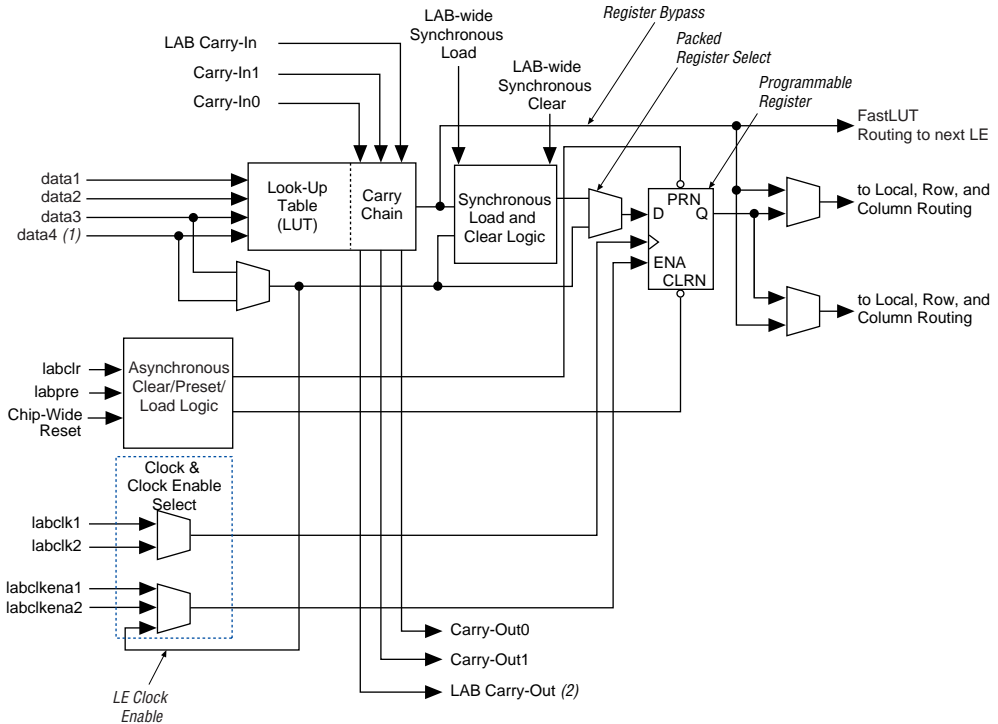 LAB Carry-In
Carry-In1
Carry-In0
LAB-wide
Synchronous
Load
LAB-wide
Synchronous
Clear
Register Bypass
Packed
Register Select
Programmable
Register
FastLUT
Routing to next LE
data1
data2
data3
data4 (1)
Look-Up
Table
(LUT)
Carry
Chain
Synchronous
Load and
Clear Logic
PRN
D
Q
ENA
CLRN
to Local, Row, and
Column Routing
to Local, Row, and
Column Routing
labclr
labpre
Chip-Wide
Reset
Asynchronous
Clear/Preset/
Load Logic
Clock &
Clock Enable
Select
labclk1
labclk2
labclkena1
labclkena2
Carry-Out0
Carry-Out1
LAB Carry-Out (2)
LE Clock
Enable